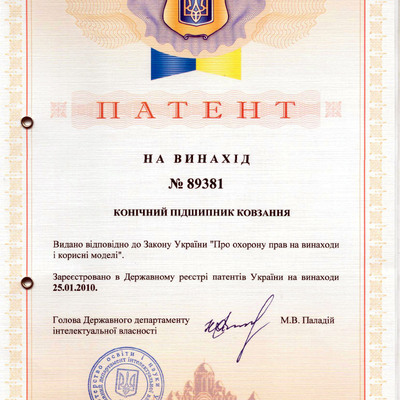 ПАТЕНТ
НА ВИНАХІД
№ 89381
КОНІЧНИЙ ПІДШИПНИК КОВЗАННЯ
Видано відповідно до Закону України "Про охорону прав на винаходи
і корисні моделі".
Зареєстровано в Державному реєстрі патентів України на винаходи
25.01.2010.
Голова Державного департаменту
інтелектуальної власності
М.В. Паладій